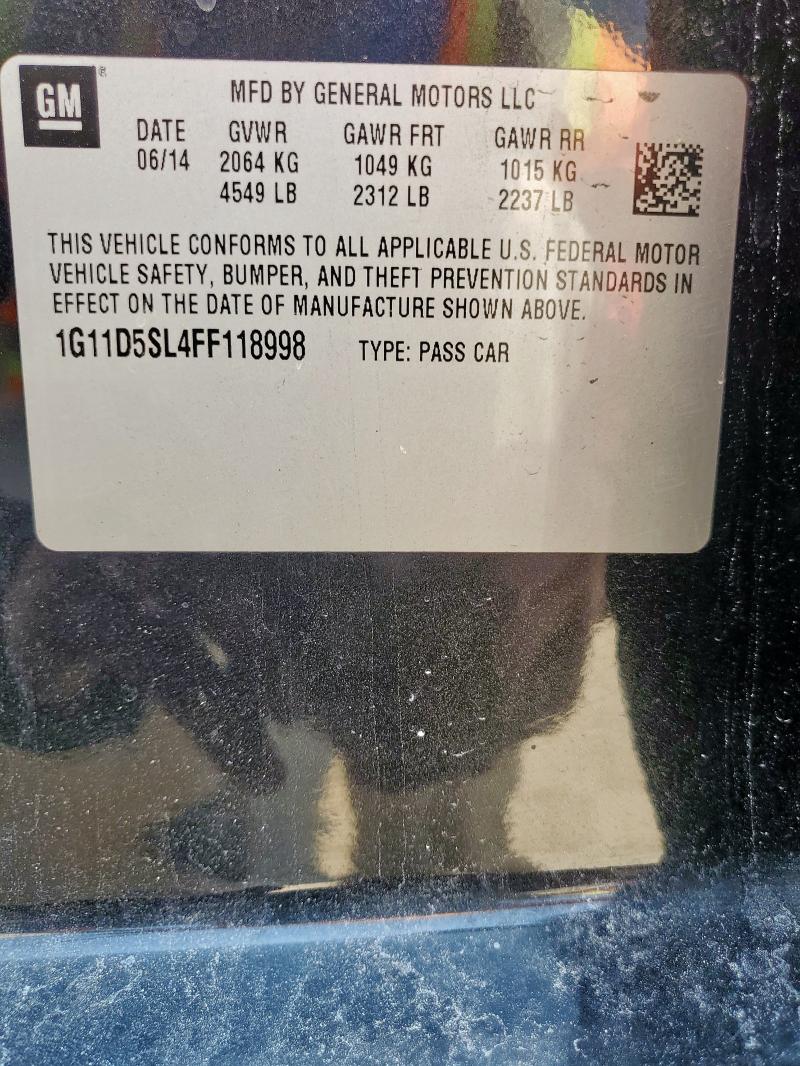 GM ® MFD BY GENERAL MOTORS LLC
DATE GVWR GAWR FRT GAWR RR
06/14 2064 KG 1049 KG 1015 KG
4549 LB 2312 LB 2237 LB
THIS VEHICLE CONFORMS TO ALL APPLICABLE U.S. FEDERAL MOTOR
VEHICLE SAFETY, BUMPER, AND THEFT PREVENTION STANDARDS IN
EFFECT ON THE DATE OF MANUFACTURE SHOWN ABOVE.
1G11D5SL4FF118998 TYPE: PASS CAR